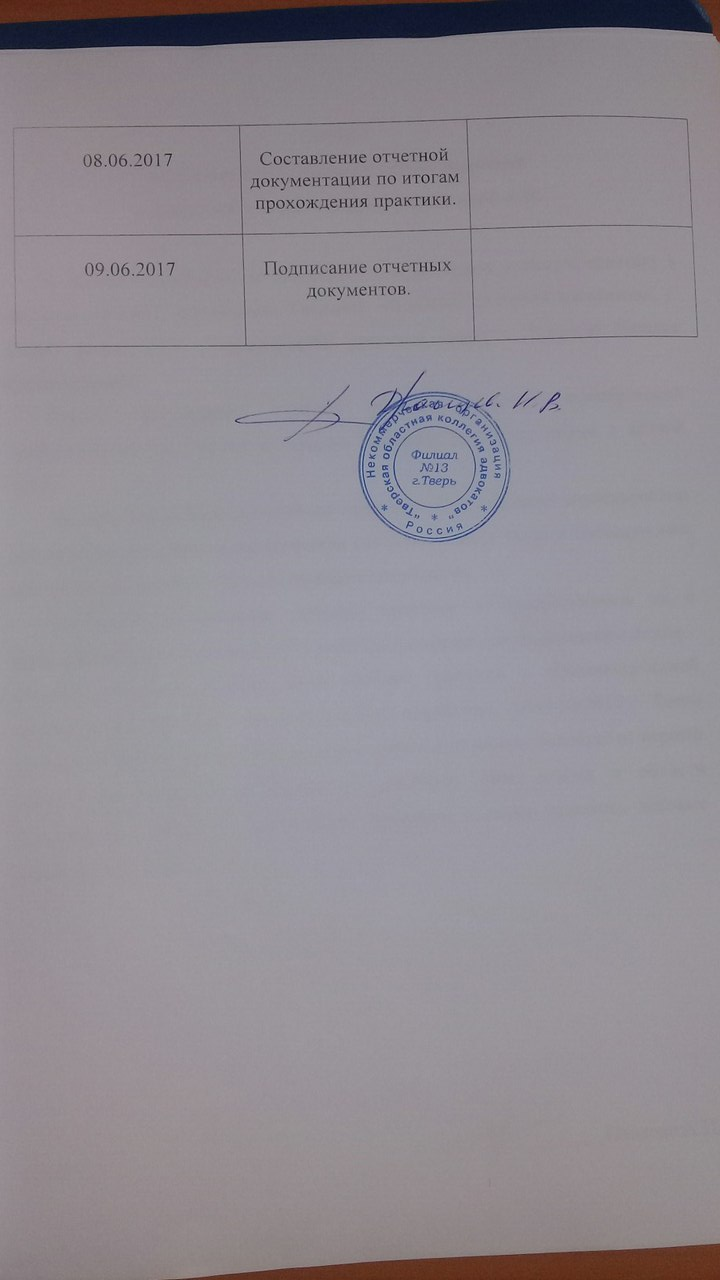 08.06.2017
Составление отчетной
документации по итогам
прохождения практики.
09.06.2017
Подписание отчетных
документов.
И.В.
Некоммерческая организация
"Тверская областная коллегия адвокатов"
Филиал
№13
г.Тверь
* Россия *